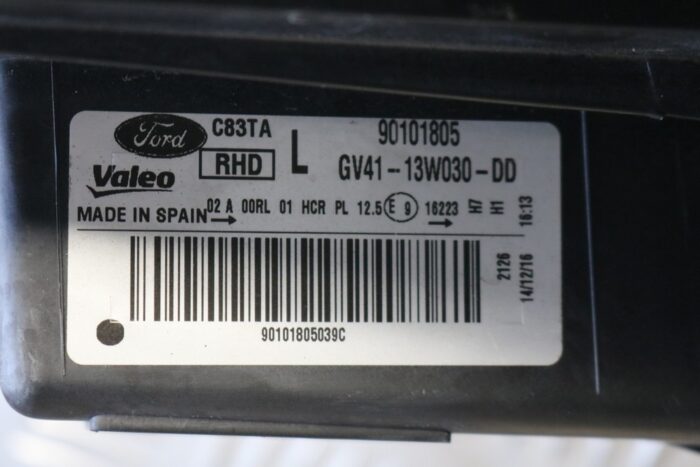 Ford C83TA 90101805
RHD L GV41-13W030-DD
Valeo
MADE IN SPAIN 02 A 00RL 01 HCR PL 12.5 E 9 16223 H7 H1 16:13
2126 14/12/16
90101805039C